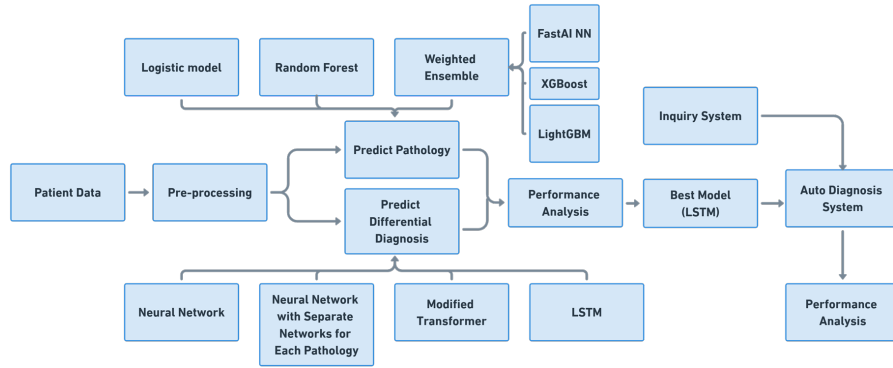 FastAI NN
Logistic model
Random Forest
Weighted
Ensemble
XGBoost
LightGBM
Inquiry System
Predict Pathology
Patient Data
Pre-processing
Predict
Differential
Diagnosis
Performance
Analysis
Best Model
(LSTM)
Auto Diagnosis
System
Neural Network
Neural Network
with Separate
Networks for
Each Pathology
Modified
Transformer
LSTM
Performance
Analysis